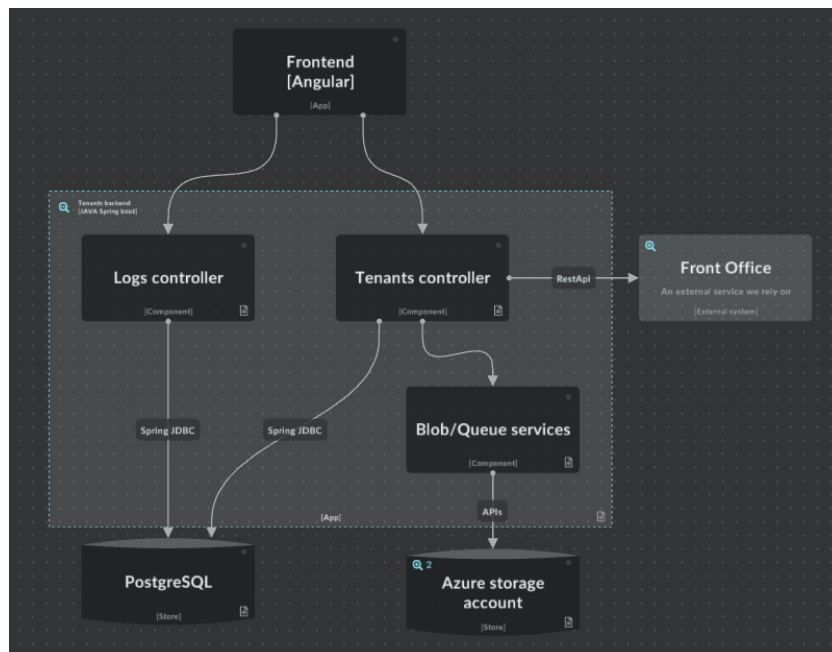 Frontend
[Angular]
[App]
Tenants backend
[JAVA Spring boot]
Logs controller
[Component]
Tenants controller
[Component]
RestApi
Front Office
An external service we rely on
[External system]
Spring JDBC
Spring JDBC
Blob/Queue services
[Component]
APIs
[App]
PostgreSQL
[Store]
2
Azure storage
account
[Store]